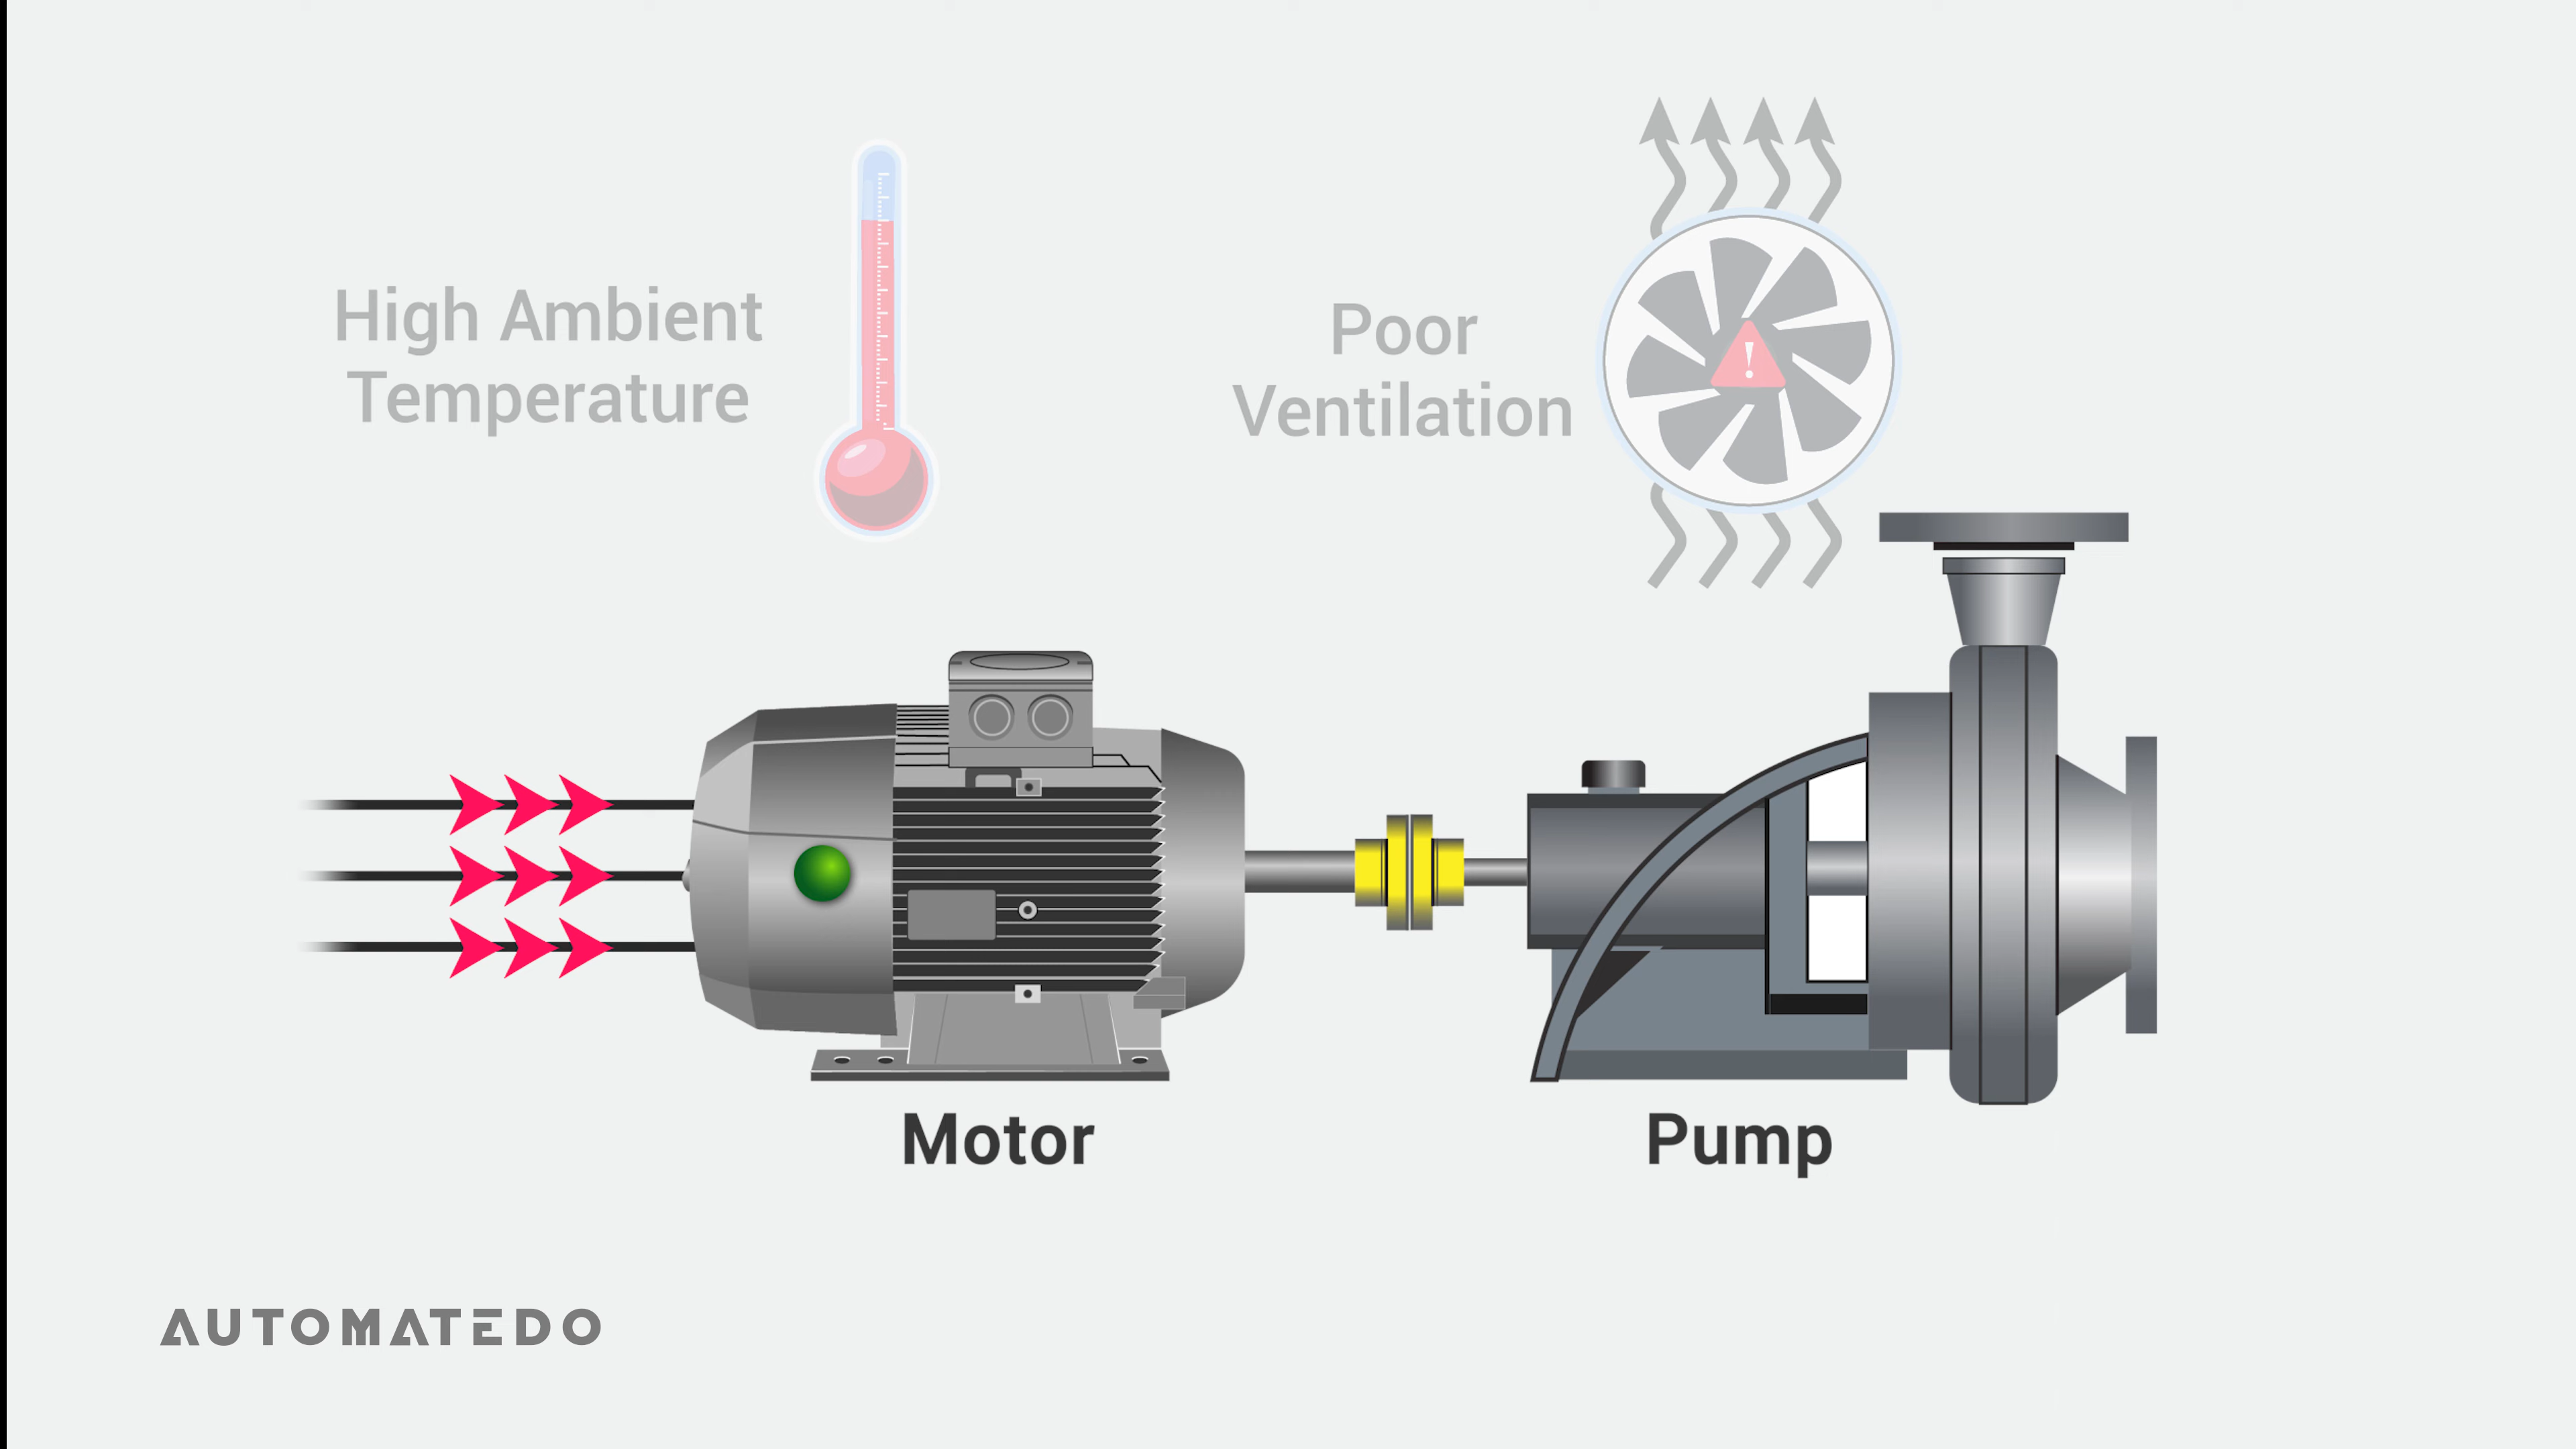 High Ambient
Temperature
Poor
Ventilation
!
Motor
Pump
AUTOMATEDO